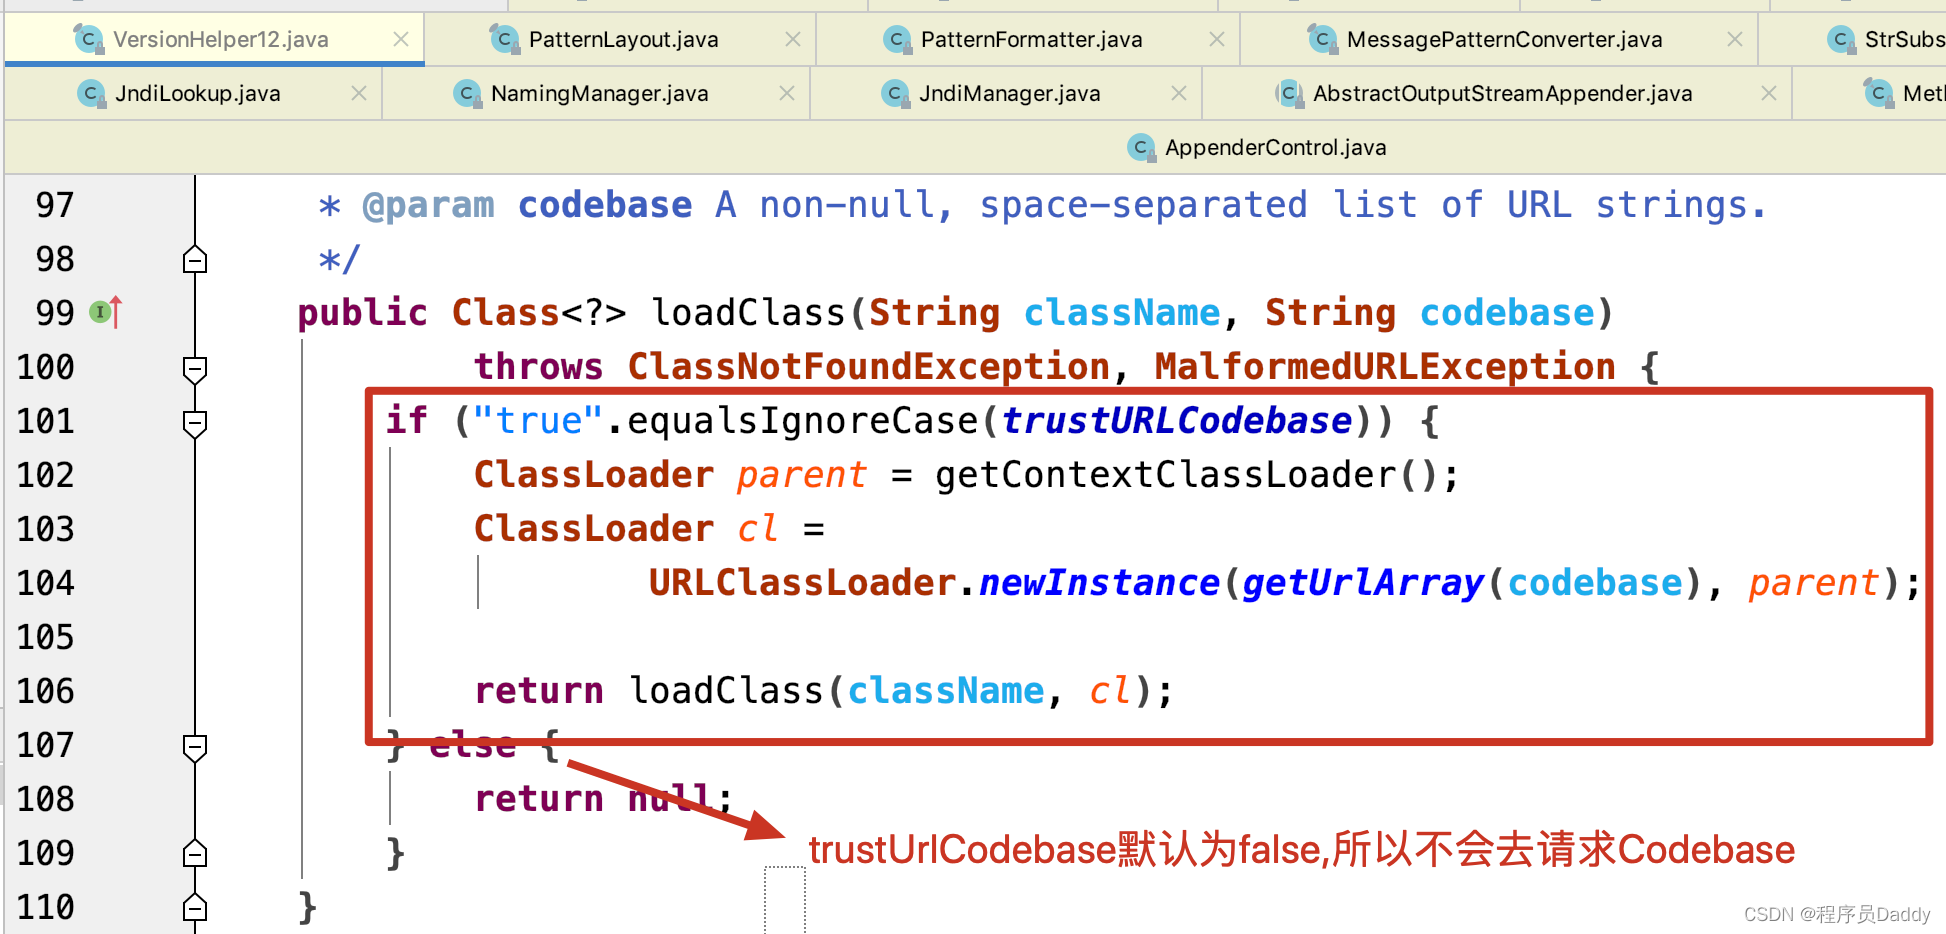 VersionHelper12.java
PatternLayout.java
PatternFormatter.java
MessagePatternConverter.java
StrSubs
JndiLookup.java
NamingManager.java
JndiManager.java
AbstractOutputStreamAppender.java
Metl
AppenderControl.java
97 * @param codebase A non-null, space-separated list of URL strings.
98 */
99 public Class<?> loadClass(String className, String codebase)
100 throws ClassNotFoundException, MalformedURLException {
101 if ("true".equalsIgnoreCase(trustURLCodebase)) {
102 ClassLoader parent = getContextClassLoader();
103 ClassLoader cl =
104 URLClassLoader.newInstance(getUrlArray(codebase), parent);
105
106 return loadClass(className, cl);
107 } else {
108 return null;
trustUrlCodebase默认为false,所以不会去请求Codebase
109 }
110 }
CSDN @程序员Daddy